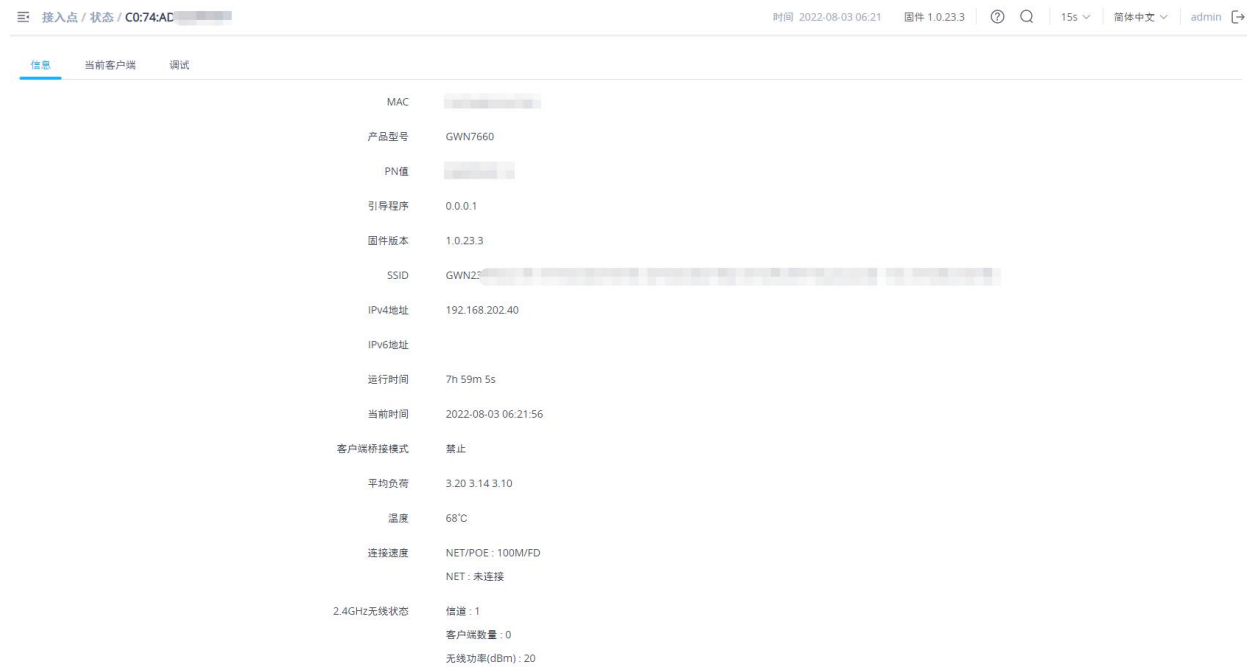 接入点 / 状态 / C0:74:AD
时间 2022-08-03 06:21 固件 1.0.23.3 15s 简体中文 admin
信息 当前客户端 调试
MAC
产品型号 GWN7660
PN值
引导程序 0.0.0.1
固件版本 1.0.23.3
SSID GWN23
IPv4地址 192.168.202.40
IPv6地址
运行时间 7h 59m 5s
当前时间 2022-08-03 06:21:56
客户端桥接模式 禁止
平均负荷 3.20 3.14 3.10
温度 68℃
连接速度 NET/POE : 100M/FD
NET : 未连接
2.4GHz无线状态 信道 : 1
客户端数量 : 0
无线功率(dBm) : 20